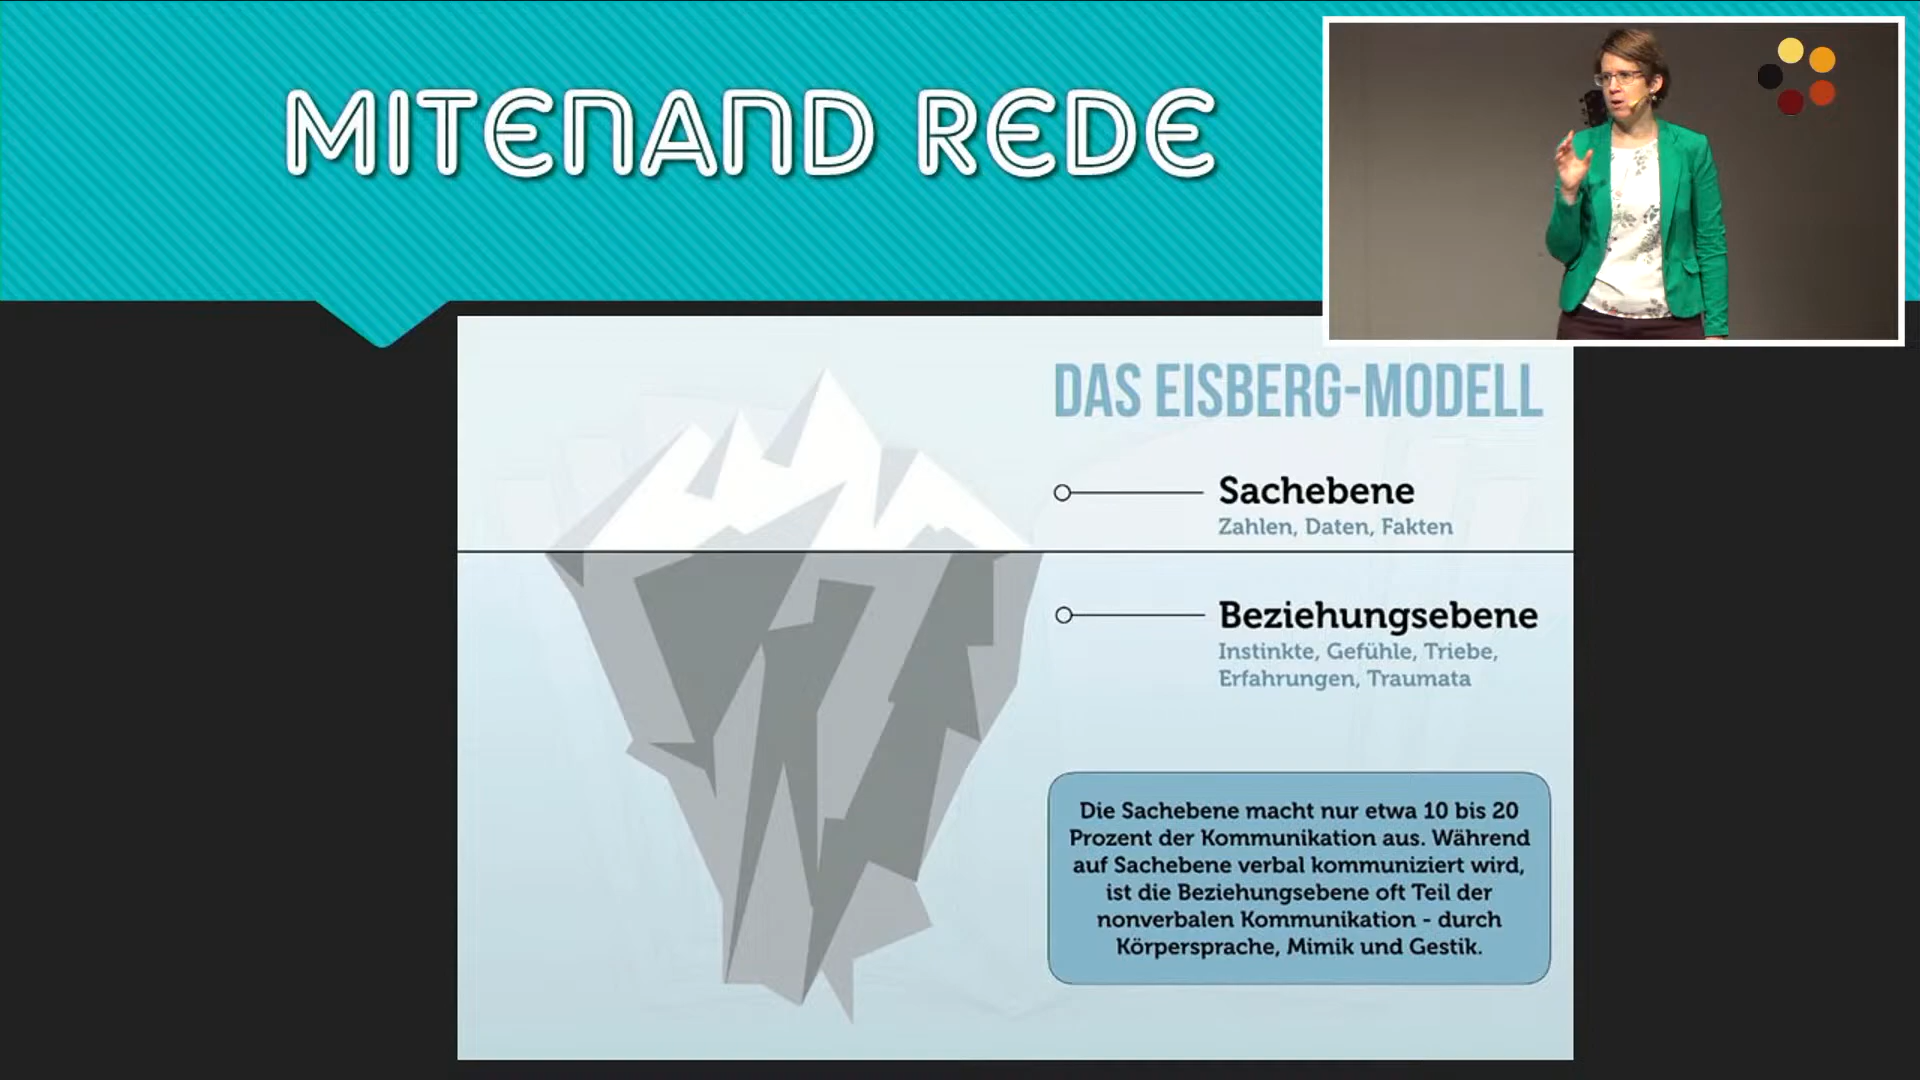 MITENAND REDE
DAS EISBERG-MODELL
Sachebene
Zahlen, Daten, Fakten
Beziehungsebene
Instinkte, Gefühle, Triebe,
Erfahrungen, Traumata
Die Sachebene macht nur etwa 10 bis 20
Prozent der Kommunikation aus. Während
auf Sachebene verbal kommuniziert wird,
ist die Beziehungsebene oft Teil der
nonverbalen Kommunikation - durch
Körpersprache, Mimik und Gestik.